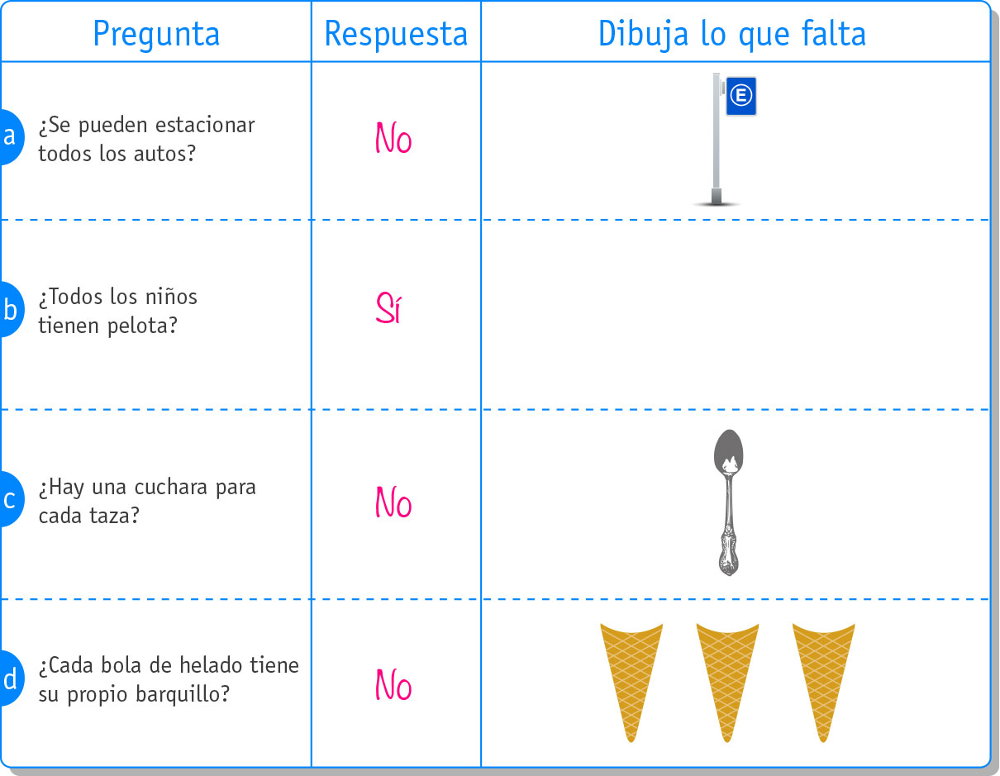 Pregunta
Respuesta
Dibuja lo que falta
a
¿Se pueden estacionar
todos los autos?
No
E
b
¿Todos los niños
tienen pelota?
Sí
c
¿Hay una cuchara para
cada taza?
No
d
¿Cada bola de helado tiene
su propio barquillo?
No